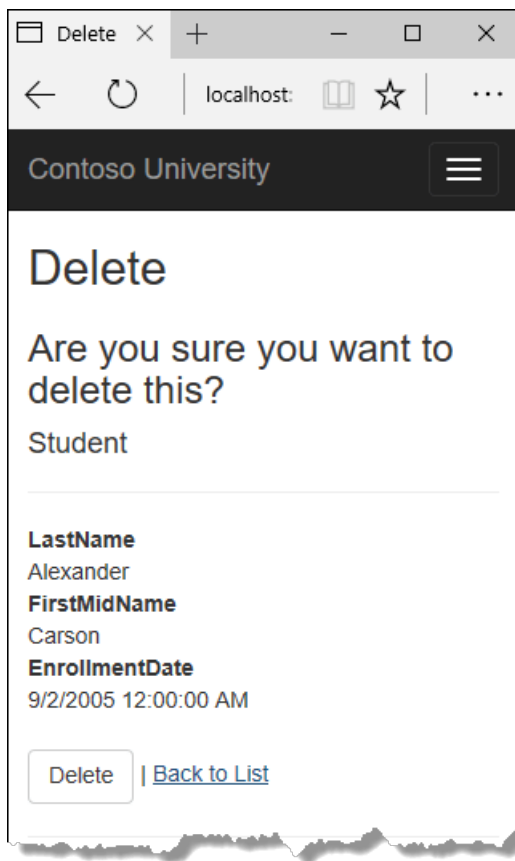 Delete
localhost:
Contoso University
Delete
Are you sure you want to
delete this?
Student
LastName
Alexander
FirstMidName
Carson
EnrollmentDate
9/2/2005 12:00:00 AM
Delete | Back to List